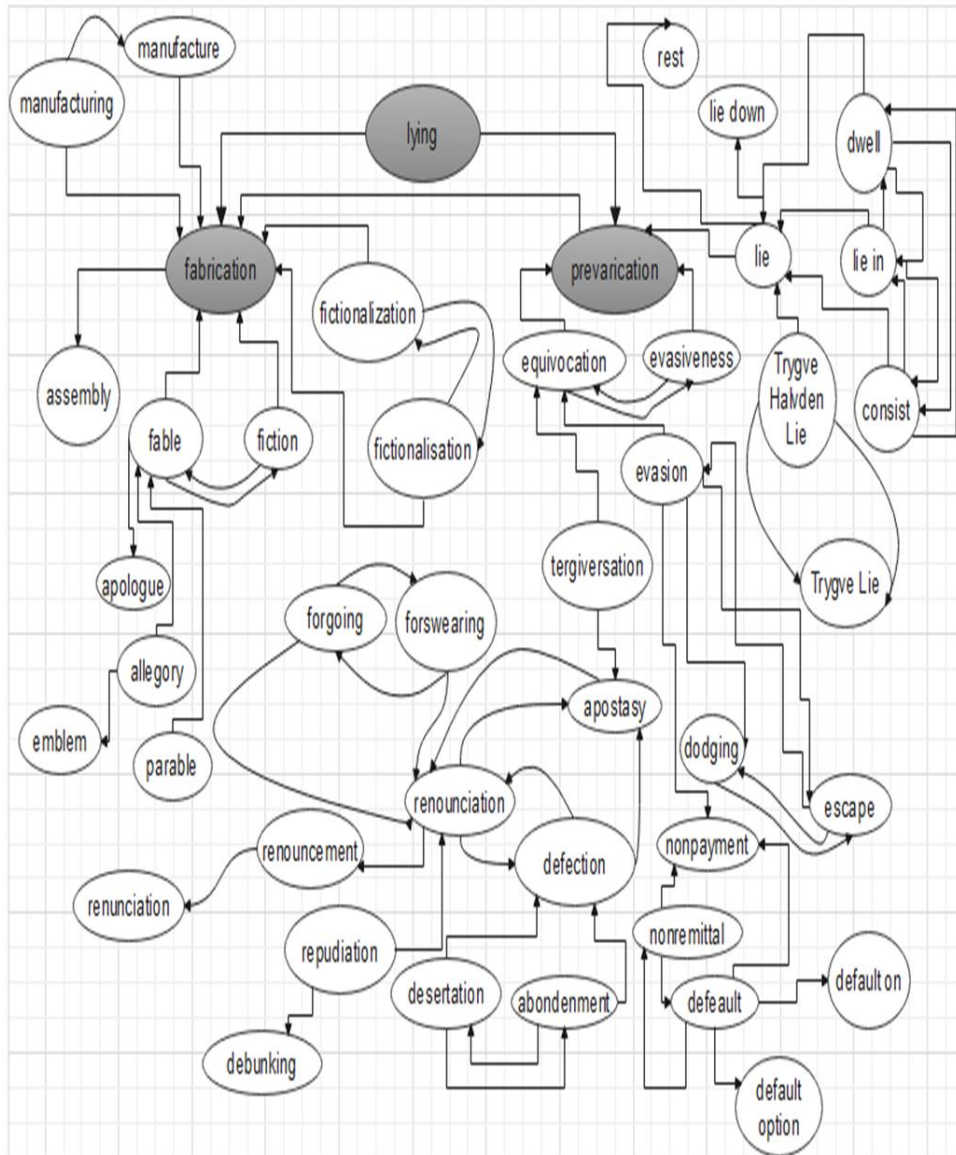 manufacture
manufacturing
rest
lie down
lying
dwell
fabrication
prevarication
lie
lie in
fictionalization
equivocation
evasiveness
assembly
Trygve
Halvden
Lie
consist
fable
fiction
fictionalisation
evasion
apologue
tergiversation
Trygve Lie
forgoing
forswearing
allegory
apostasy
emblem
parable
dodging
renounciation
escape
renouncement
defection
nonpayment
renunciation
repudiation
nonremittal
desertation
abondenment
defeault
default on
debunking
default
option